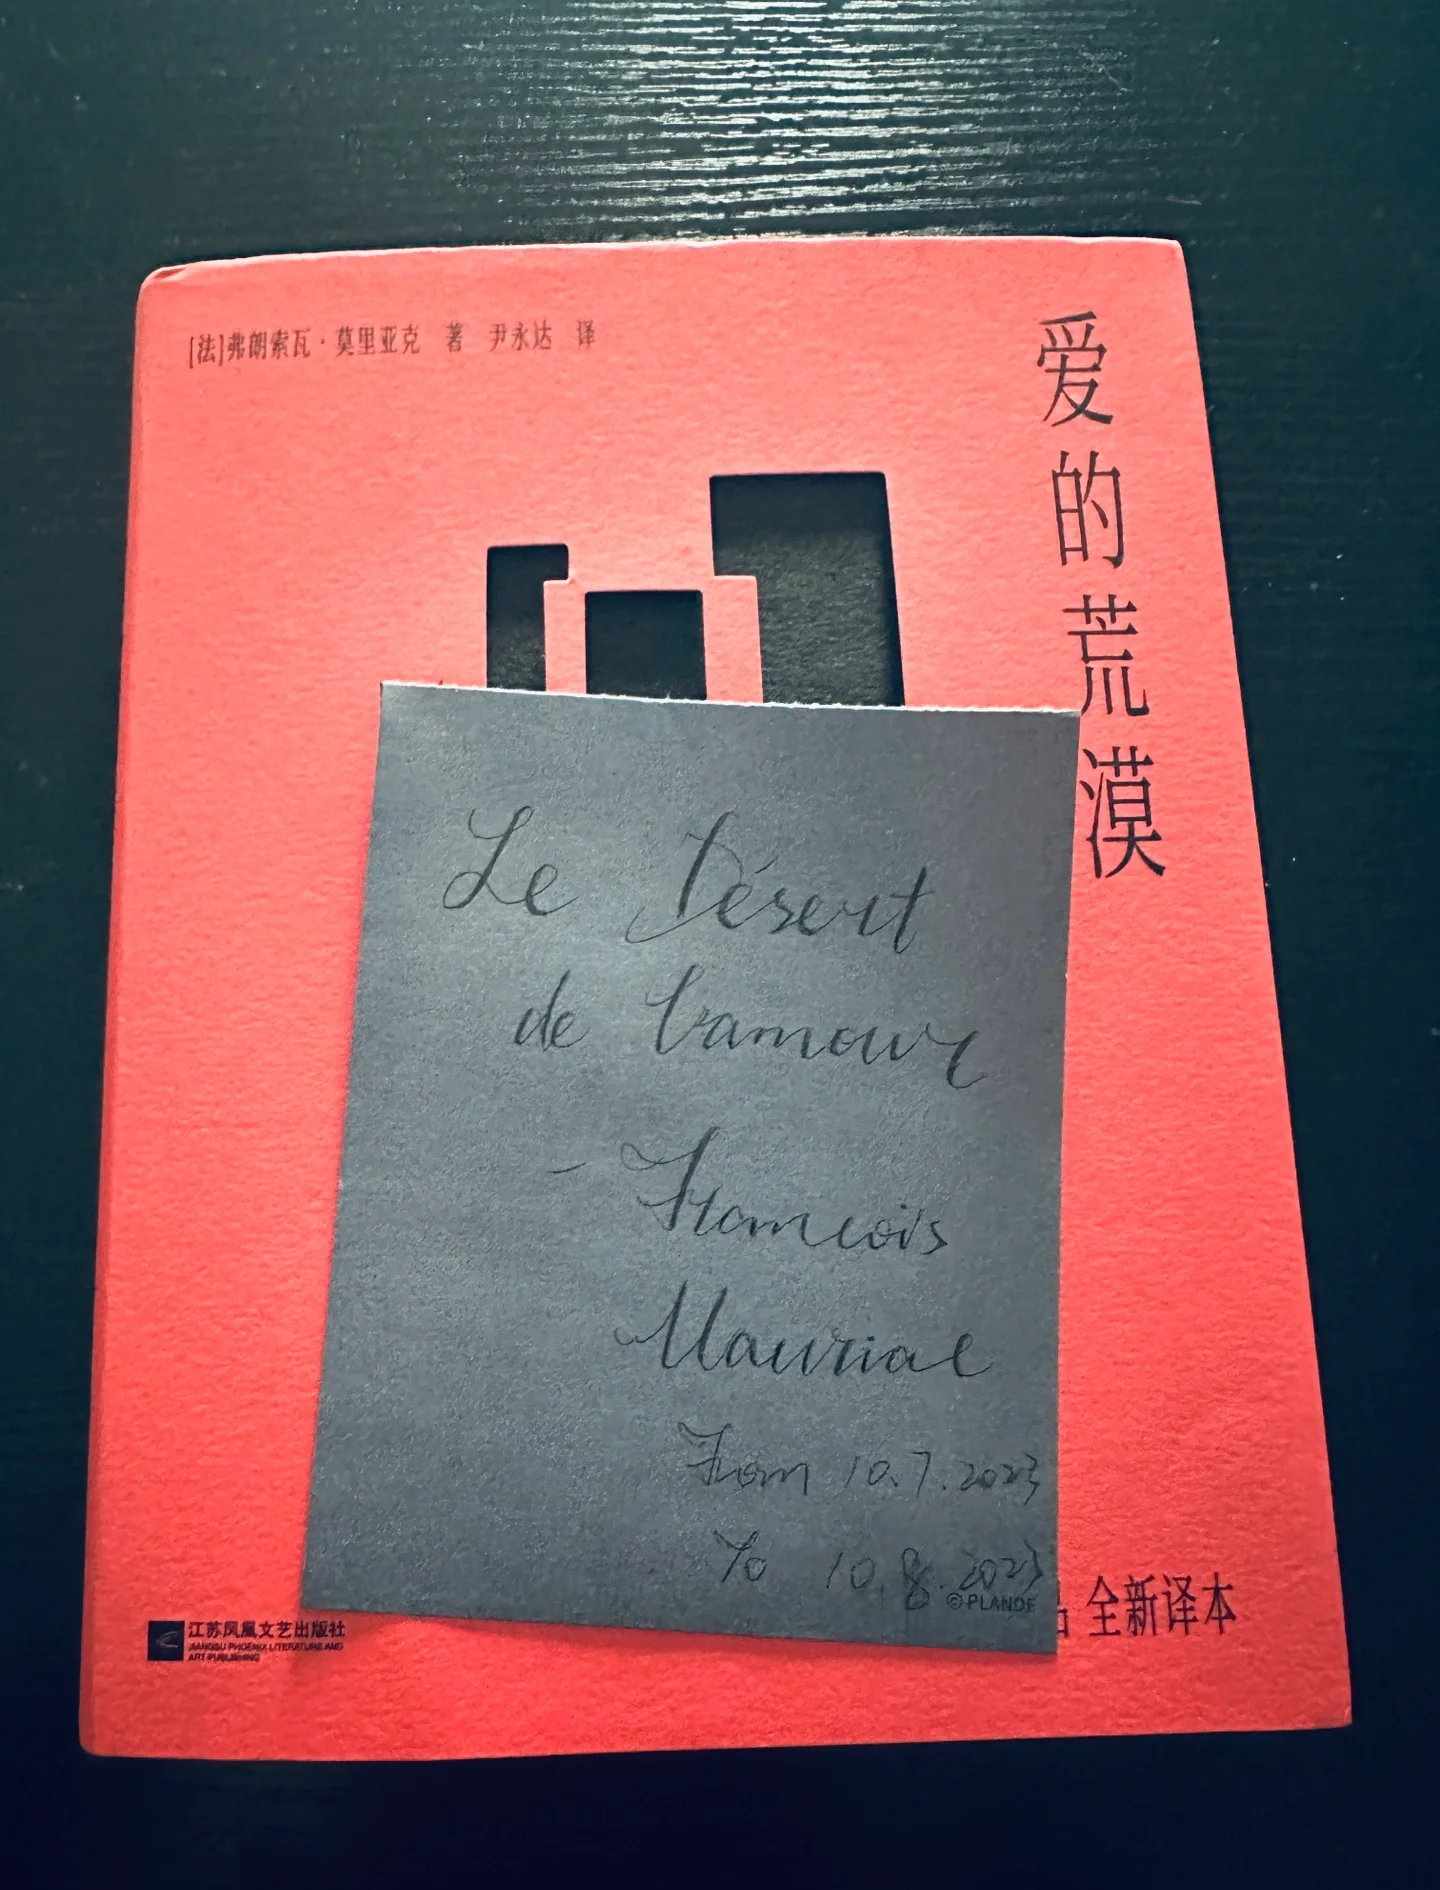 [法]弗朗索瓦·莫里亚克 著 尹永达 译
爱的荒漠
Le Désert
de l'amour
- Francois
Mauriac
From 10.7.2023
To 10.8.2023
©PLANDE
全新译本
江苏凤凰文艺出版社
JIANGSU PHOENIX LITERATURE AND
ART PUBLISHING